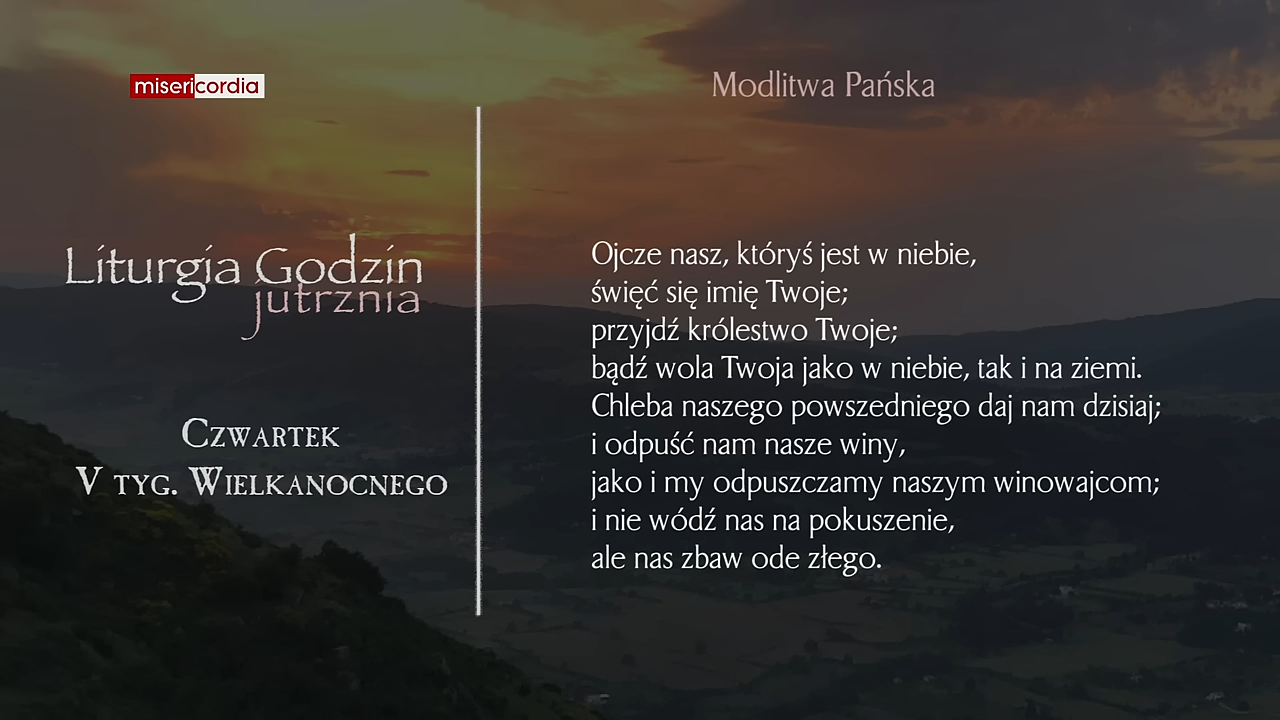 misericordia
Liturgia Godzin
jutrznia
Czwartek
V tyg. Wielkanocnego
Modlitwa Pańska
Ojcze nasz, któryś jest w niebie,
święć się imię Twoje;
przyjdź królestwo Twoje;
bądź wola Twoja jako w niebie, tak i na ziemi.
Chleba naszego powszedniego daj nam dzisiaj;
i odpuść nam nasze winy,
jako i my odpuszczamy naszym winowajcom;
i nie wódź nas na pokuszenie,
ale nas zbaw ode złego.